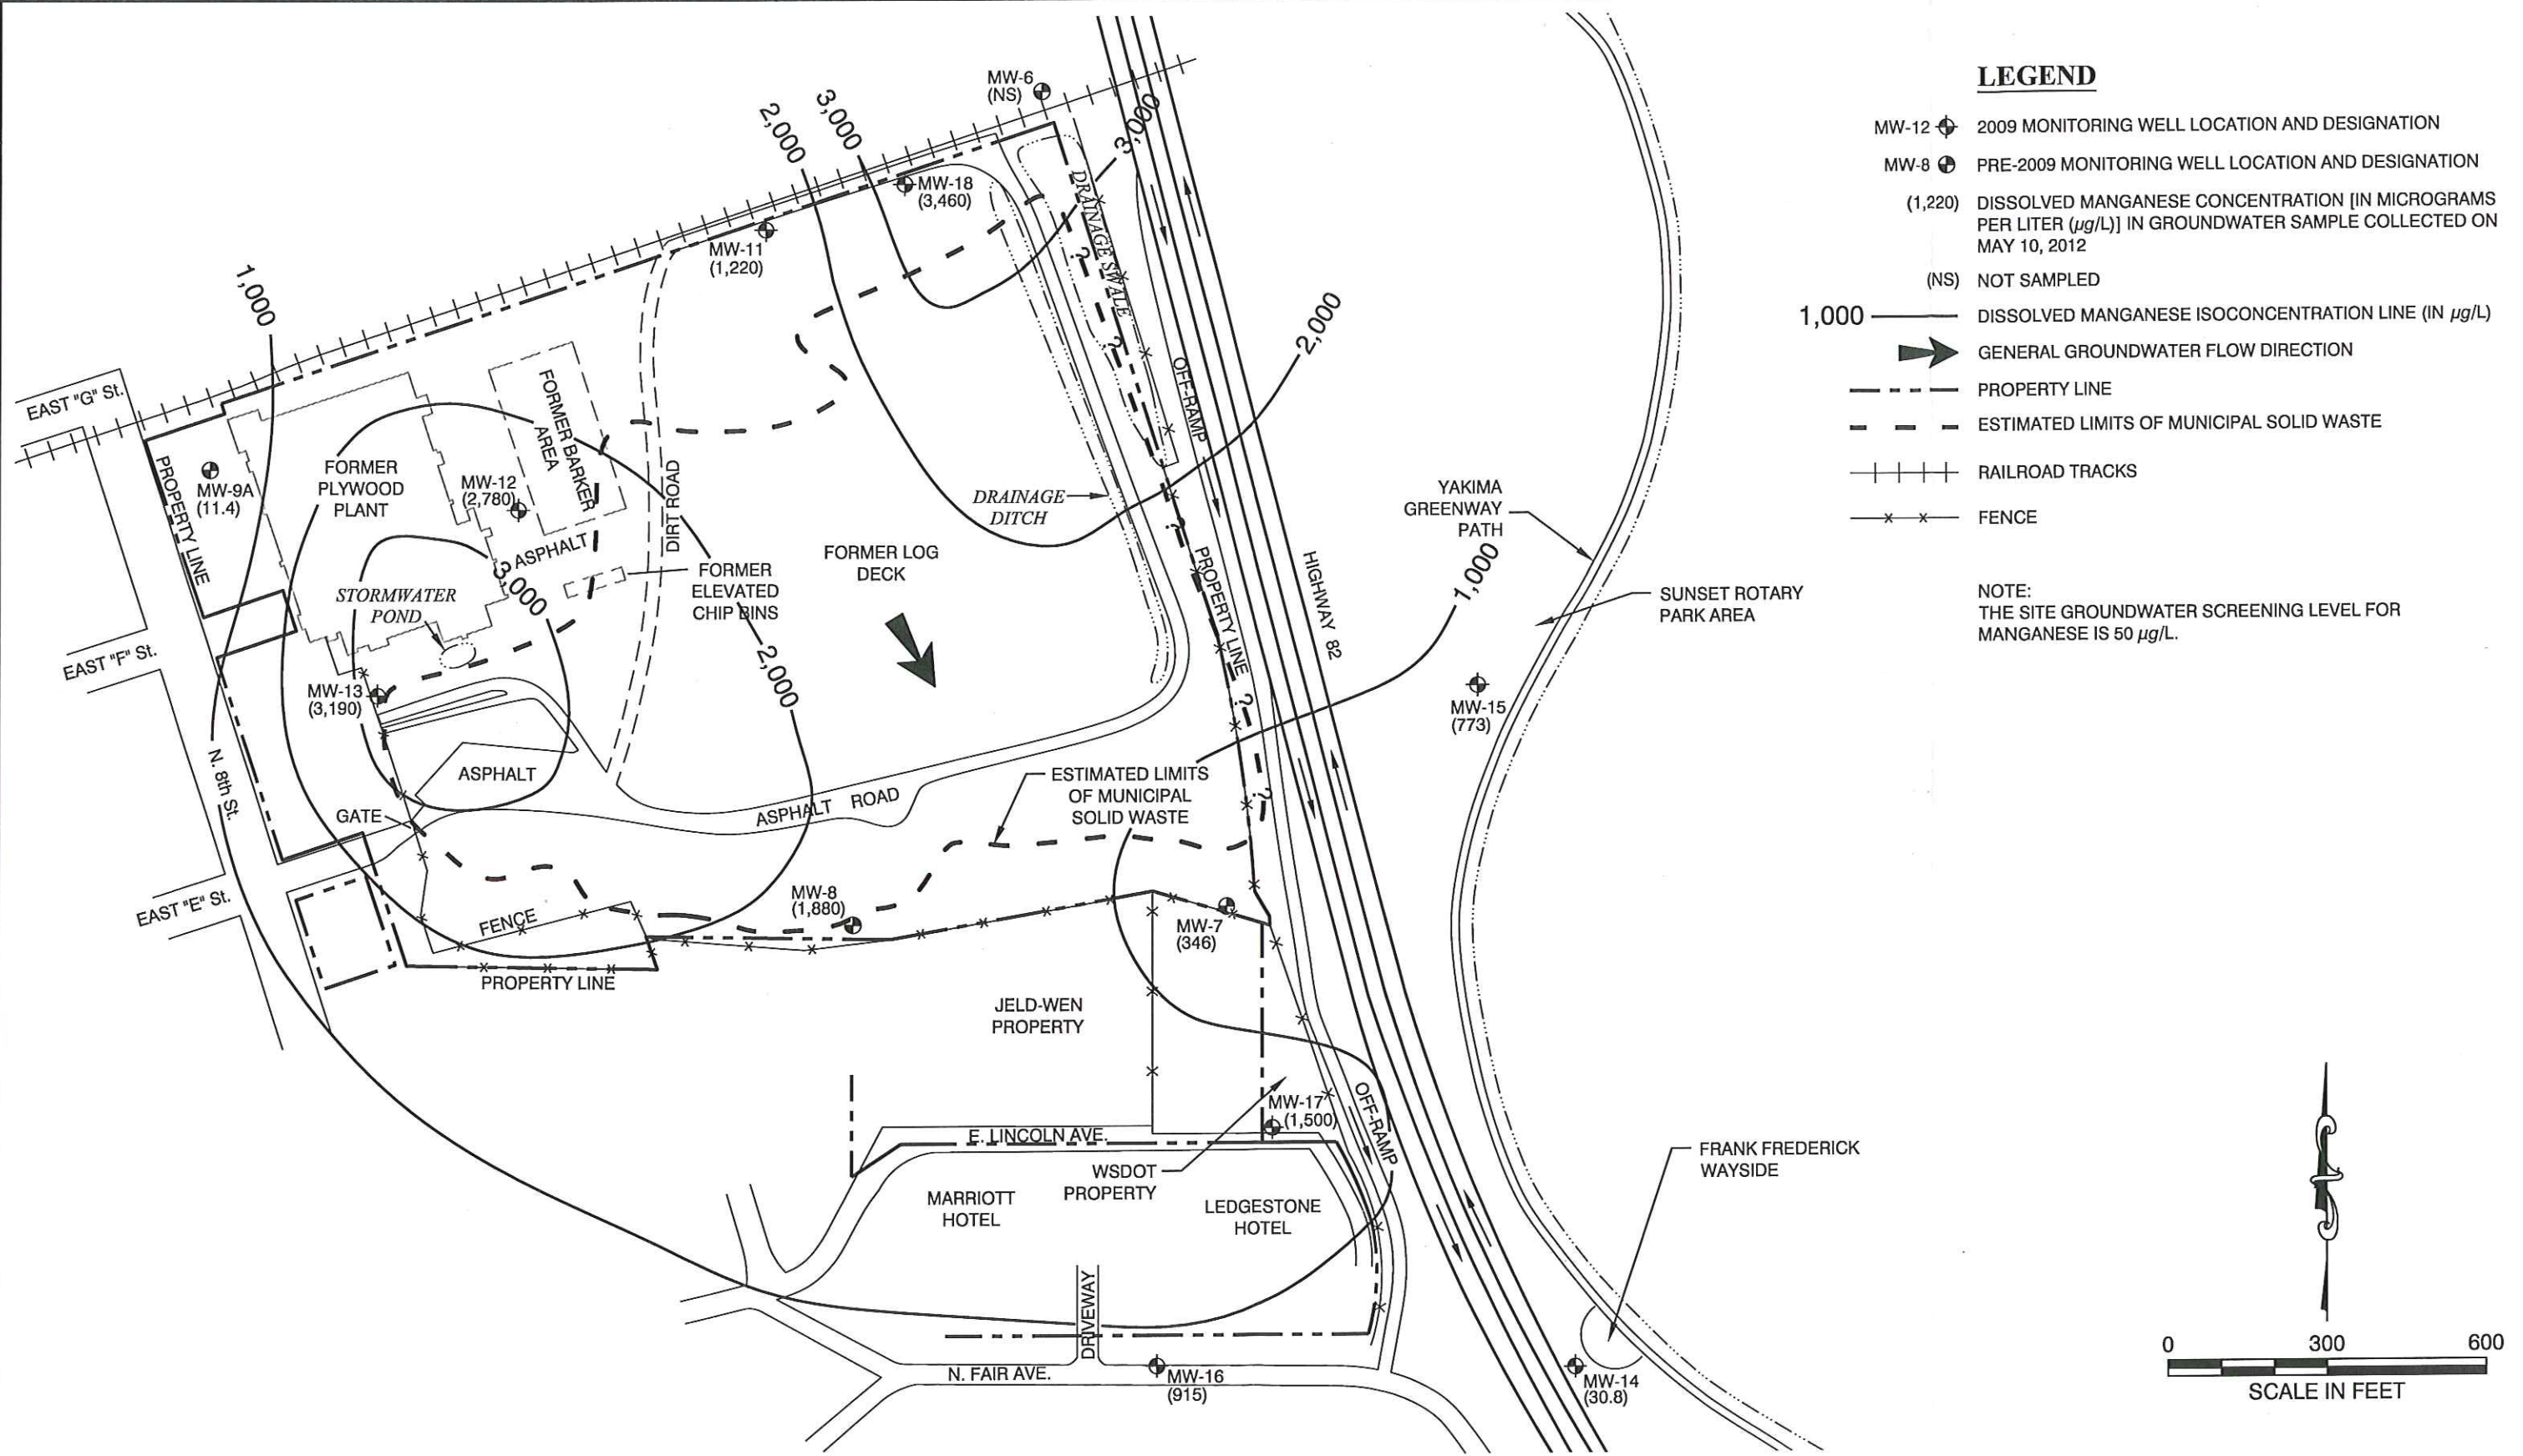 MW-6
(NS)
2,000
3,000
3,000
MW-18
(3,460)
MW-11
(1,220)
DRAINAGE SWALE
?
?
1,000
2,000
OFF-RAMP
EAST "G" St.
FORMER BARKER
AREA
FORMER
PLYWOOD
PLANT
MW-9A
(11.4)
PROPERTY LINE
MW-12
(2,780)
DIRT ROAD
DRAINAGE
DITCH
?
ASPHALT
3,000
FORMER
ELEVATED
CHIP BINS
FORMER LOG
DECK
STORMWATER
POND
PROPERTY LINE
HIGHWAY 82
YAKIMA
GREENWAY
PATH
1,000
SUNSET ROTARY
PARK AREA
EAST "F" St.
2,000
MW-13
(3,190)
?
MW-15
(773)
N. 8th St.
ASPHALT
GATE
ASPHALT ROAD
ESTIMATED LIMITS
OF MUNICIPAL
SOLID WASTE
?
EAST "E" St.
FENCE
MW-8
(1,880)
MW-7
(346)
PROPERTY LINE
JELD-WEN
PROPERTY
MW-17
(1,500)
OFF-RAMP
E. LINCOLN AVE.
WSDOT
PROPERTY
MARRIOTT
HOTEL
LEDGESTONE
HOTEL
FRANK FREDERICK
WAYSIDE
DRIVEWAY
N. FAIR AVE.
MW-16
(915)
MW-14
(30.8)
LEGEND
MW-12 2009 MONITORING WELL LOCATION AND DESIGNATION
MW-8 PRE-2009 MONITORING WELL LOCATION AND DESIGNATION
(1,220) DISSOLVED MANGANESE CONCENTRATION [IN MICROGRAMS
PER LITER (µg/L)] IN GROUNDWATER SAMPLE COLLECTED ON
MAY 10, 2012
(NS) NOT SAMPLED
1,000 DISSOLVED MANGANESE ISOCONCENTRATION LINE (IN µg/L)
GENERAL GROUNDWATER FLOW DIRECTION
PROPERTY LINE
ESTIMATED LIMITS OF MUNICIPAL SOLID WASTE
RAILROAD TRACKS
FENCE
NOTE:
THE SITE GROUNDWATER SCREENING LEVEL FOR
MANGANESE IS 50 µg/L.
0 300 600
SCALE IN FEET